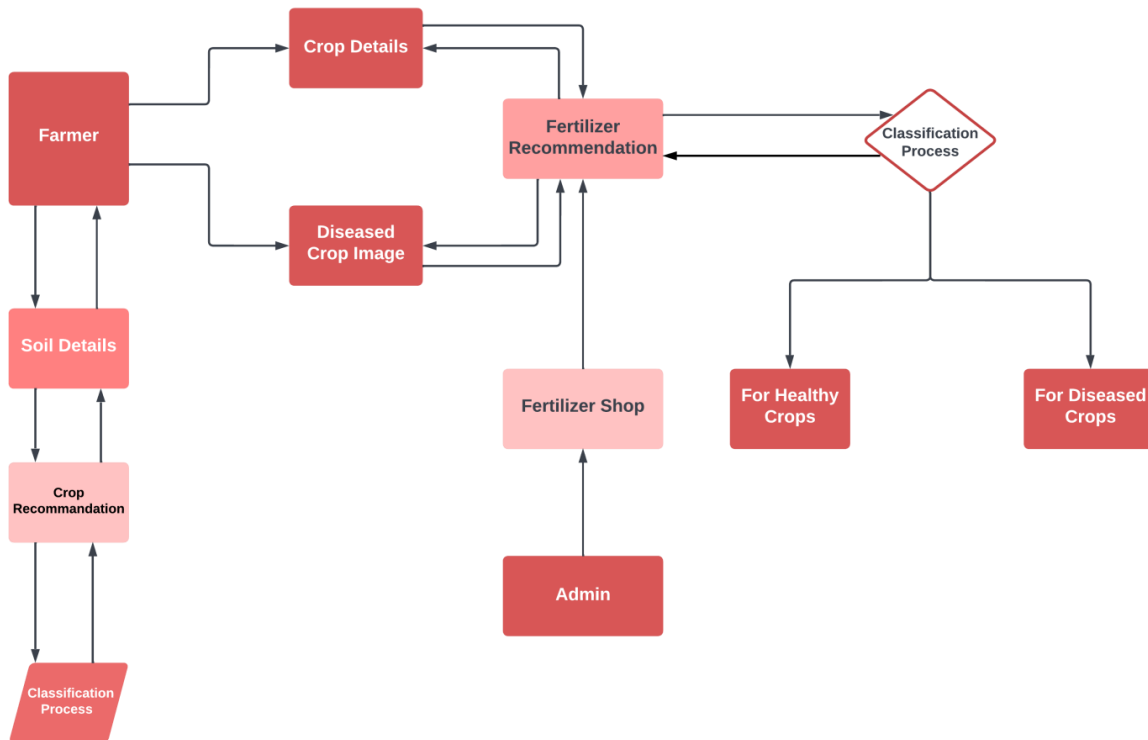 Crop Details
Farmer
Fertilizer
Recommendation
Classification
Process
Diseased
Crop Image
Soil Details
For Healthy
Crops
For Diseased
Crops
Fertilizer Shop
Crop
Recommandation
Admin
Classification
Process